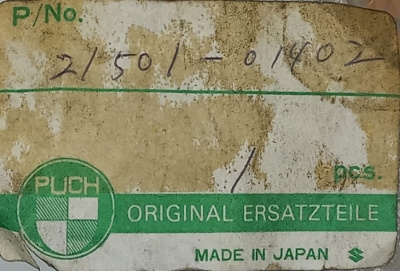 P/No.
21501-01402
1 pcs.
PUCH
ORIGINAL ERSATZTEILE
MADE IN JAPAN